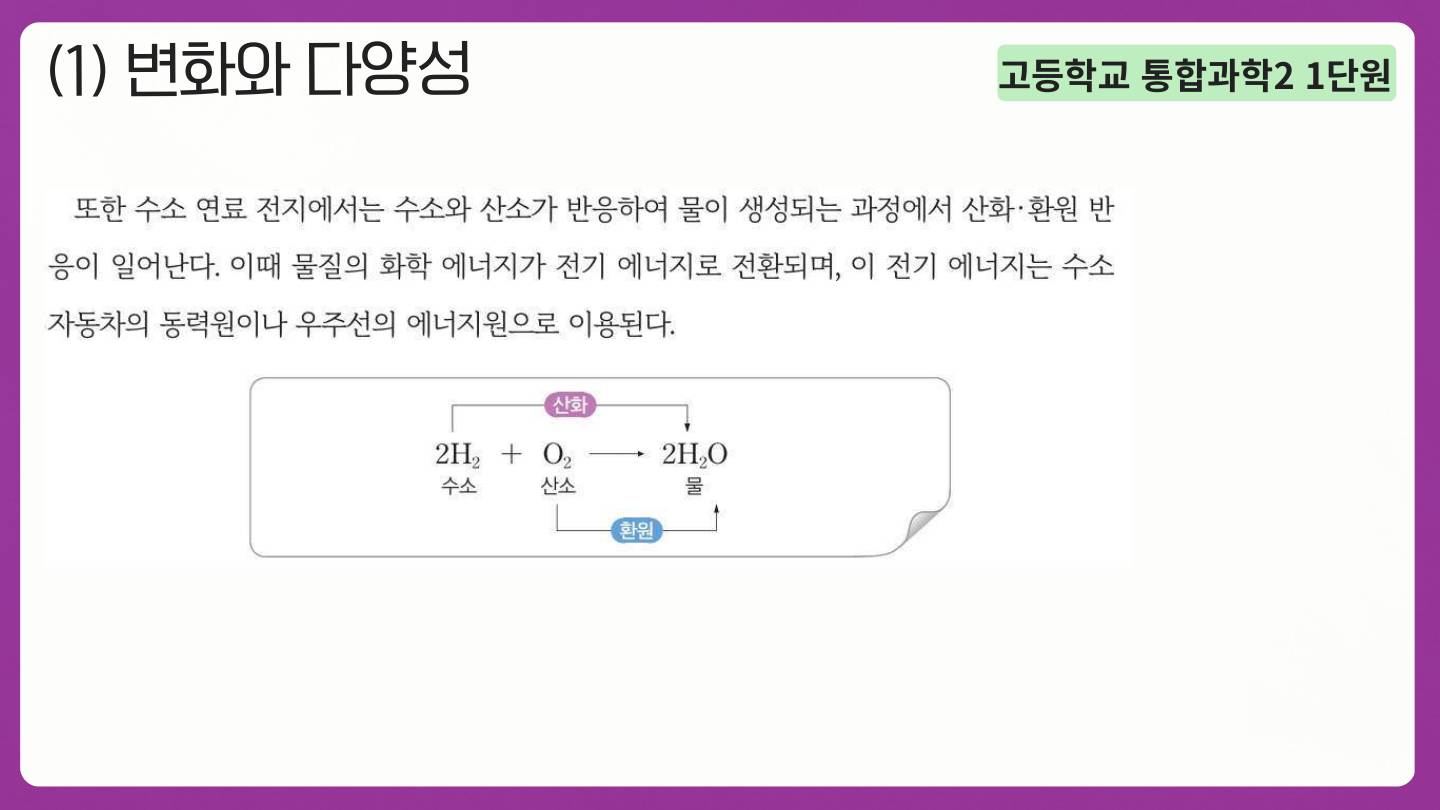 (1) 변화와 다양성
고등학교 통합과학2 1단원
또한 수소 연료 전지에서는 수소와 산소가 반응하여 물이 생성되는 과정에서 산화·환원 반
응이 일어난다. 이때 물질의 화학 에너지가 전기 에너지로 전환되며, 이 전기 에너지는 수소
자동차의 동력원이나 우주선의 에너지원으로 이용된다.
산화
2H₂ + O₂ → 2H₂O
수소 산소 물
환원